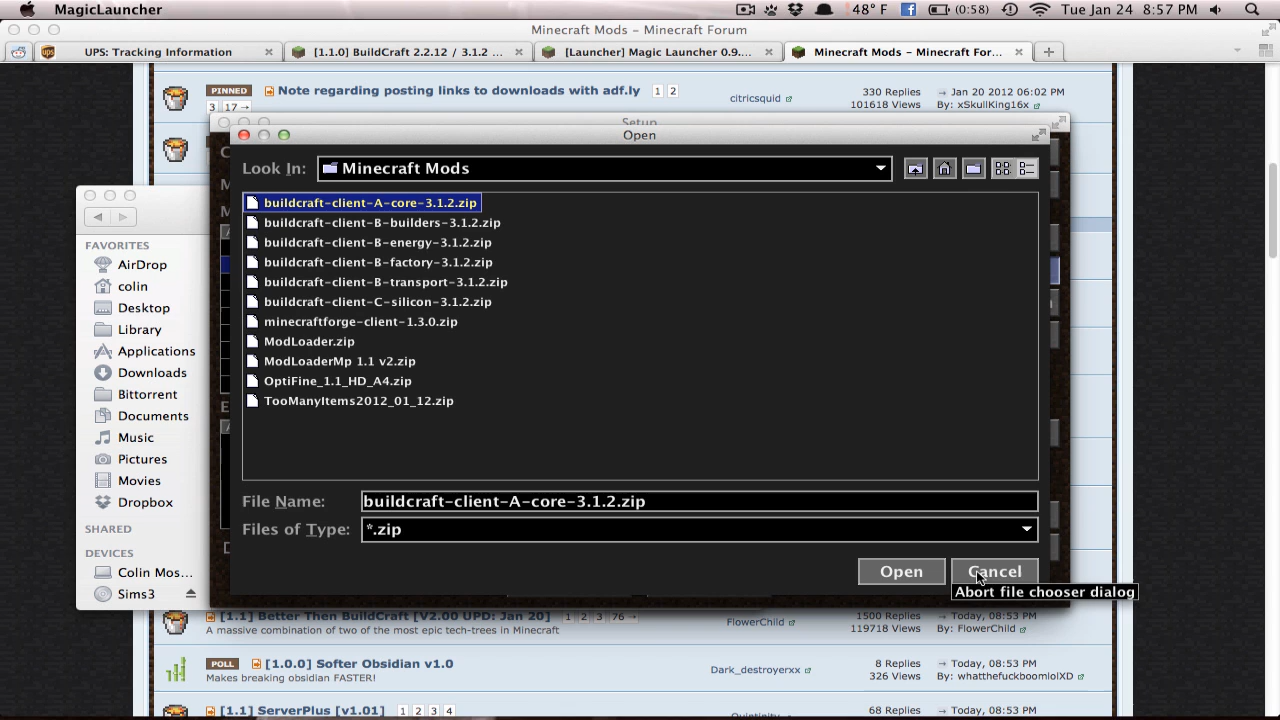 MagicLauncher
48° F
(0:58)
Tue Jan 24 8:57 PM
Minecraft Mods – Minecraft Forum
UPS: Tracking Information
[1.1.0] BuildCraft 2.2.12 / 3.1.2 ...
[Launcher] Magic Launcher 0.9....
Minecraft Mods – Minecraft For...
PINNED
Note regarding posting links to downloads with adf.ly
1 2
3 17 →
citricsquid
330 Replies
101618 Views
→ Jan 20 2012 06:02 PM
By: xSkullKing16x
Setup
Open
Look In:
Minecraft Mods
buildcraft-client-A-core-3.1.2.zip
buildcraft-client-B-builders-3.1.2.zip
buildcraft-client-B-energy-3.1.2.zip
buildcraft-client-B-factory-3.1.2.zip
buildcraft-client-B-transport-3.1.2.zip
buildcraft-client-C-silicon-3.1.2.zip
minecraftforge-client-1.3.0.zip
ModLoader.zip
ModLoaderMp 1.1 v2.zip
OptiFine_1.1_HD_A4.zip
TooManyItems2012_01_12.zip
File Name:
buildcraft-client-A-core-3.1.2.zip
Files of Type:
*.zip
Open
Cancel
Abort file chooser dialog
FAVORITES
AirDrop
colin
Desktop
Library
Applications
Downloads
Bittorrent
Documents
Music
Pictures
Movies
Dropbox
SHARED
DEVICES
Colin Mos...
Sims3
[1.1] Better Then BuildCraft [V2.00 UPD: Jan 20]
1 2 3 76 →
A massive combination of two of the most epic tech-trees in Minecraft
FlowerChild
1500 Replies
119718 Views
→ Today, 08:53 PM
By: FlowerChild
POLL
[1.0.0] Softer Obsidian v1.0
Makes breaking obsidian FASTER!
Dark_destroyerxx
8 Replies
326 Views
→ Today, 08:53 PM
By: whatthefuckboomlolXD
[1.1] ServerPlus [v1.01]
1 2 3 4
Quintinity
68 Replies
→ Today, 08:53 PM